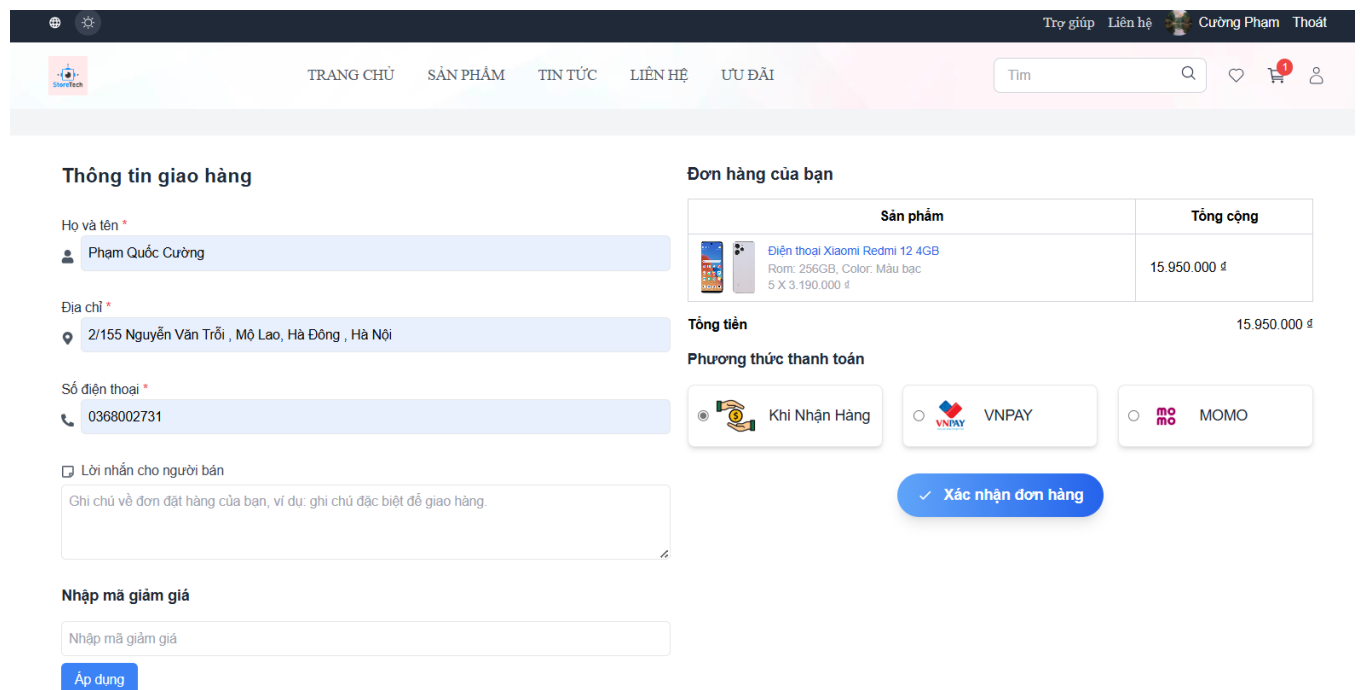 Trợ giúp Liên hệ Cường Phạm Thoát
StoreTech
TRANG CHỦ SẢN PHẨM TIN TỨC LIÊN HỆ ƯU ĐÃI
Tìm
1
Thông tin giao hàng
Họ và tên *
Phạm Quốc Cường
Địa chỉ *
2/155 Nguyễn Văn Trỗi , Mộ Lao, Hà Đông , Hà Nội
Số điện thoại *
0368002731
Lời nhắn cho người bán
Ghi chú về đơn đặt hàng của bạn, ví dụ: ghi chú đặc biệt để giao hàng.
Nhập mã giảm giá
Nhập mã giảm giá
Áp dụng
Đơn hàng của bạn
Sản phẩm Tổng cộng
Điện thoại Xiaomi Redmi 12 4GB
Rom: 256GB, Color: Màu bạc
5 X 3.190.000 ₫
15.950.000 ₫
Tổng tiền 15.950.000 ₫
Phương thức thanh toán
Khi Nhận Hàng
VNPAY VNPAY
mo mo MOMO
Xác nhận đơn hàng